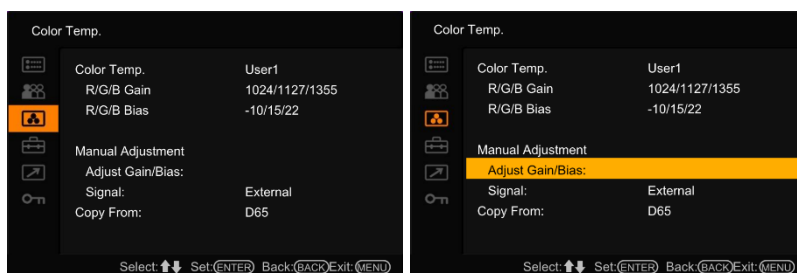 Color Temp.
Color Temp. User1
R/G/B Gain 1024/1127/1355
R/G/B Bias -10/15/22
Manual Adjustment
Adjust Gain/Bias:
Signal: External
Copy From: D65
Select: Set:ENTER Back:BACK Exit:MENU
Color Temp.
Color Temp. User1
R/G/B Gain 1024/1127/1355
R/G/B Bias -10/15/22
Manual Adjustment
Adjust Gain/Bias:
Signal: External
Copy From: D65
Select: Set:ENTER Back:BACK Exit:MENU